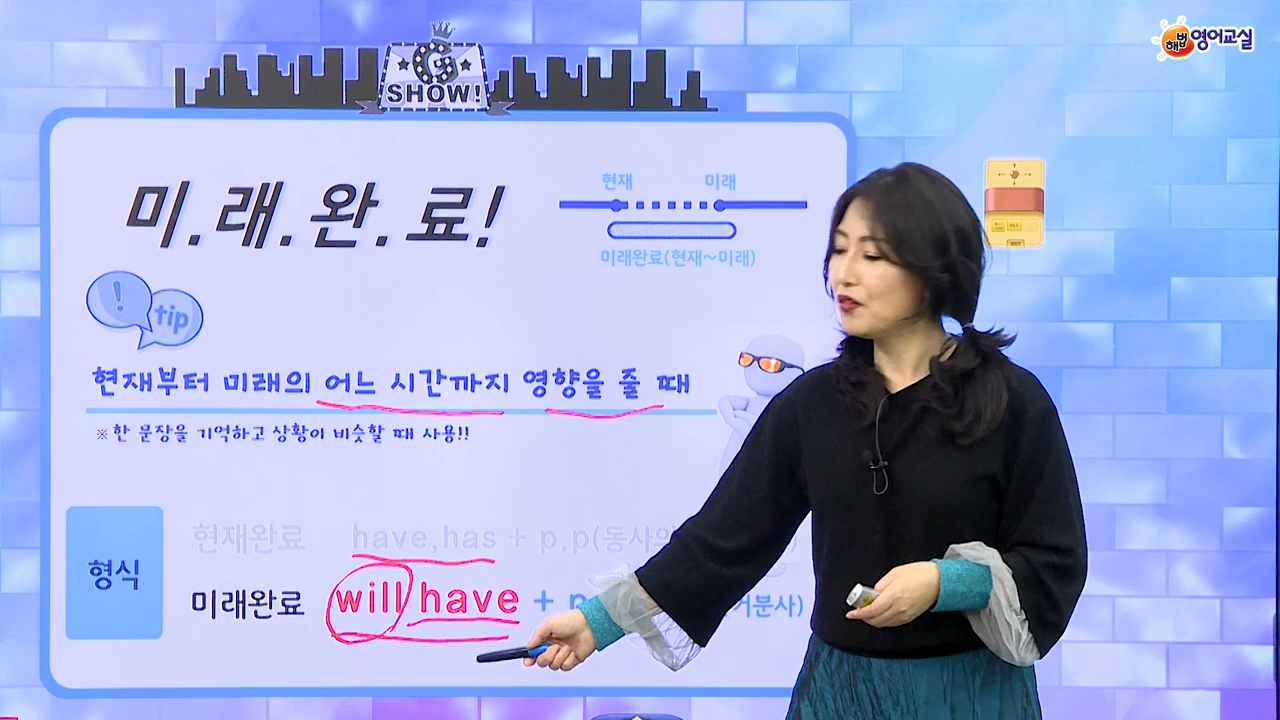 해법영어교실
G
SHOW!
미.래.완.료!
현재 미래
미래완료(현재~미래)
! tip
현재부터 미래의 어느 시간까지 영향을 줄 때
※ 한 문장을 기억하고 상황이 비슷할 때 사용!!
형식
현재완료 have,has + p.p(동사의 )
미래완료 will have + p 거분사)